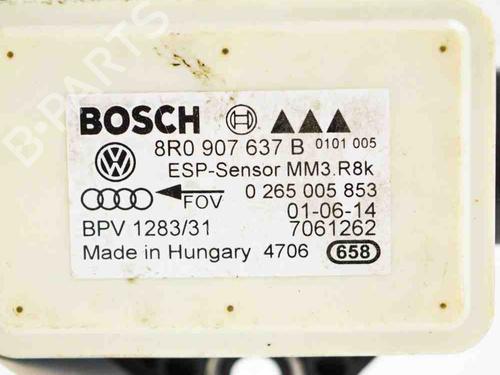 B-PARTS
BOSCH 8R0 907 637 B 0101 005
ESP-Sensor MM3.R8k
FOV 0 265 005 853
01-06-14
BPV 1283/31 7061262
Made in Hungary 4706 658